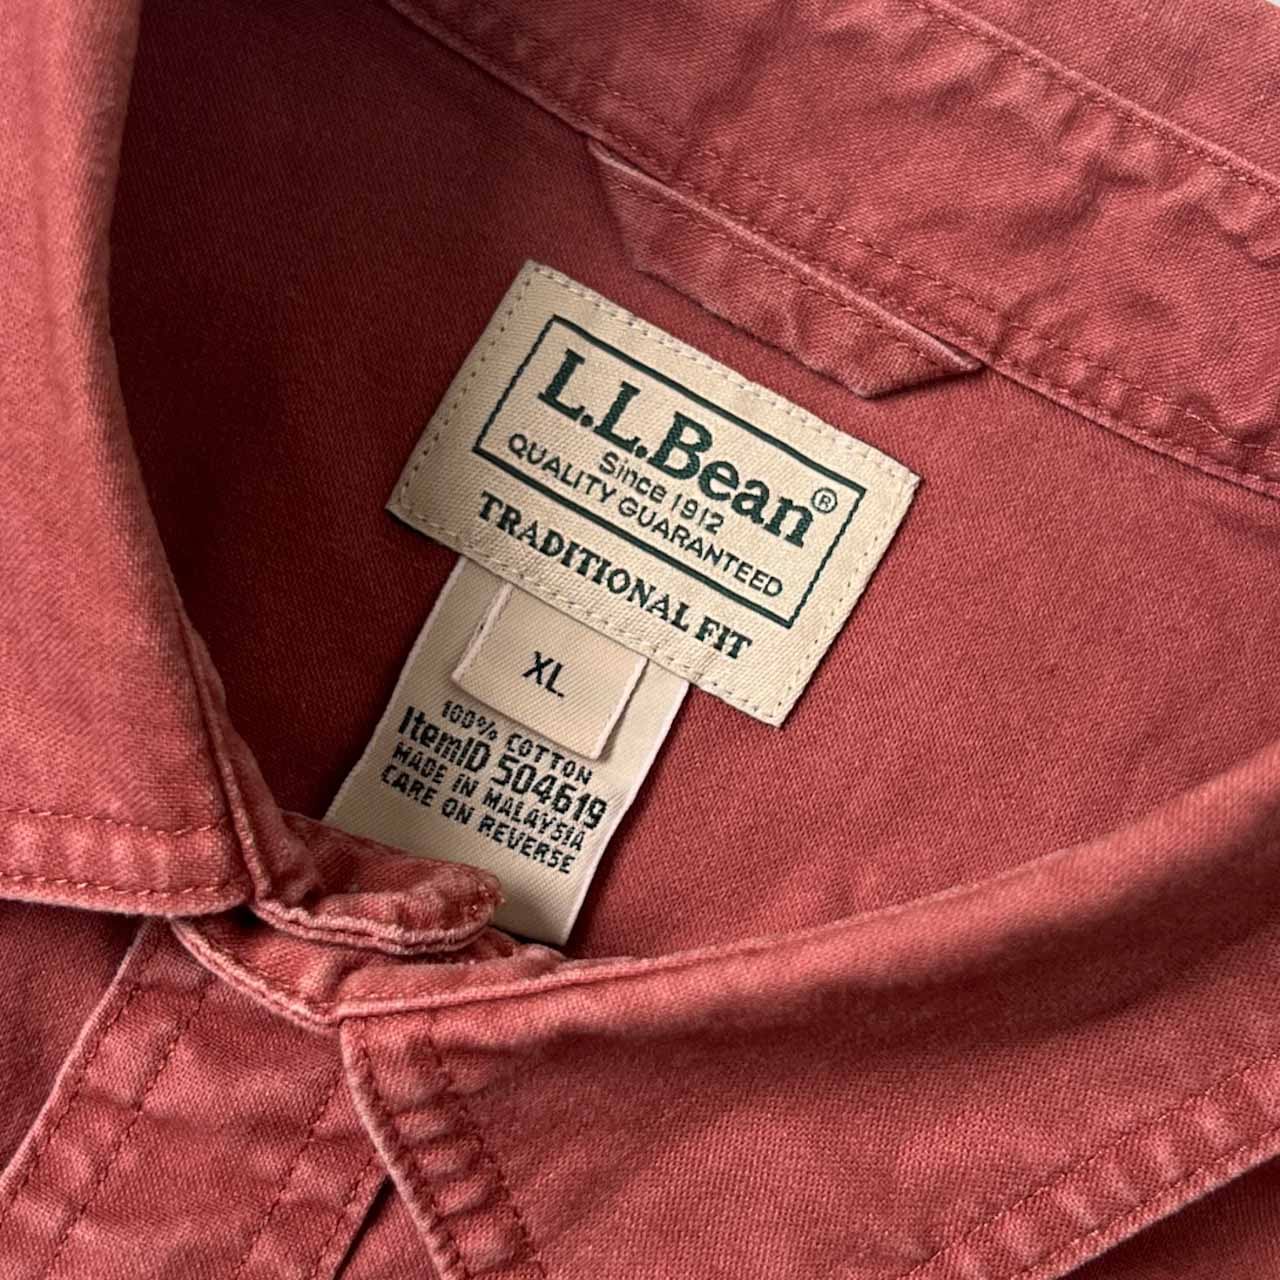 L.L.Bean®
Since 1912
QUALITY GUARANTEED
TRADITIONAL FIT
XL
100% COTTON
ItemID 504619
MADE IN MALAYSIA
CARE ON REVERSE